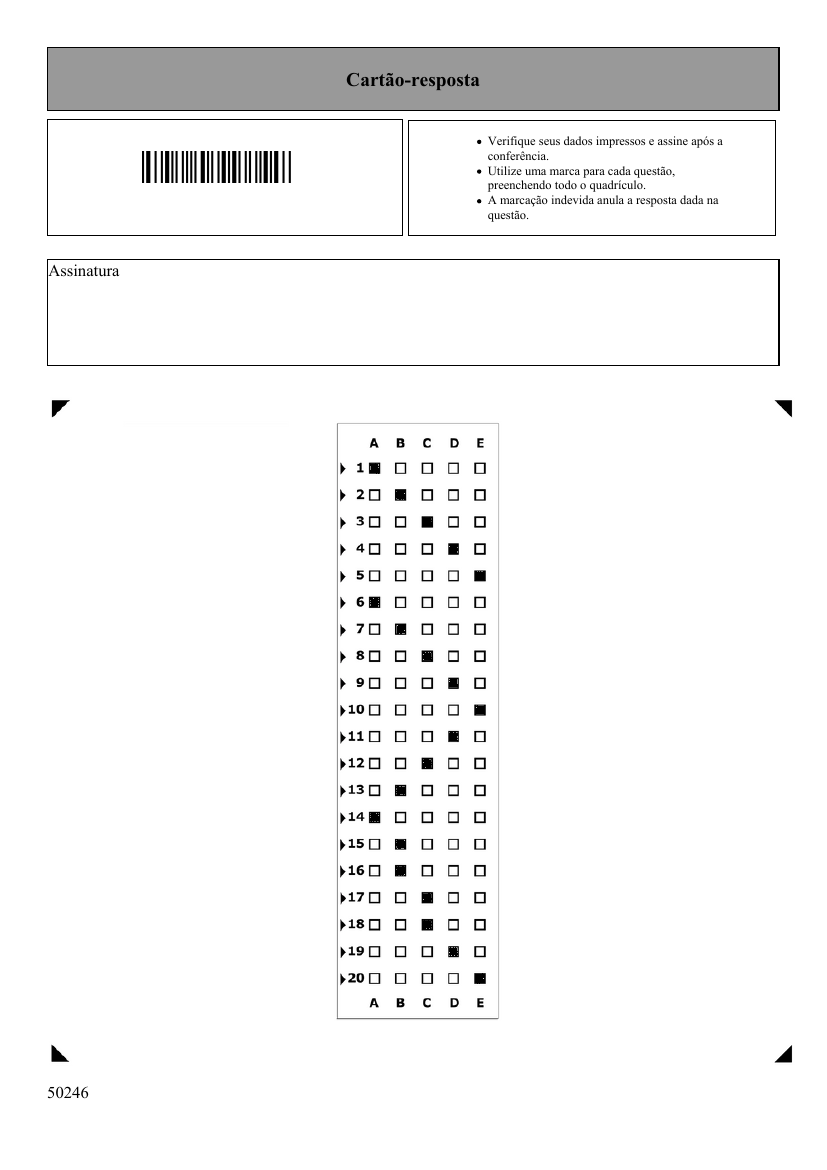 Cartão-resposta
Verifique seus dados impressos e assine após a
conferência.
Utilize uma marca para cada questão,
preenchendo todo o quadrículo.
A marcação indevida anula a resposta dada na
questão.
Assinatura
A B C D E
1
2
3
4
5
6
7
8
9
10
11
12
13
14
15
16
17
18
19
20
A B C D E
50246